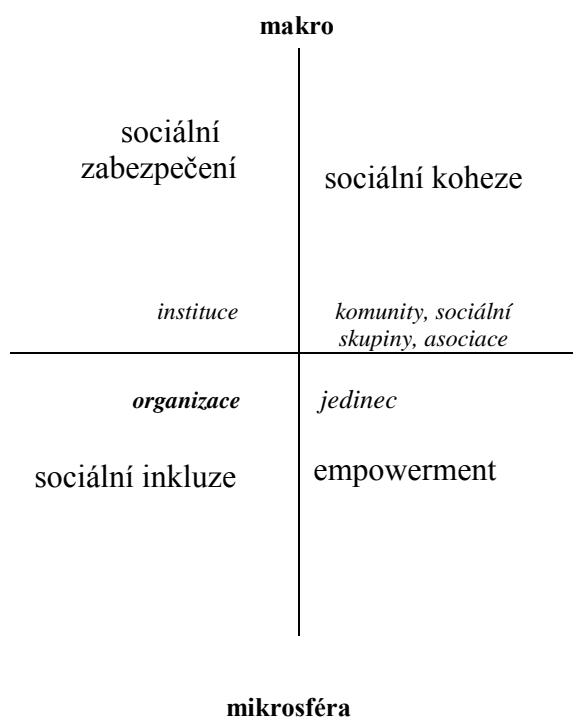 makro
sociální
zabezpečení
sociální koheze
instituce
komunity, sociální
skupiny, asociace
organizace
jedinec
sociální inkluze
empowerment
mikrosféra